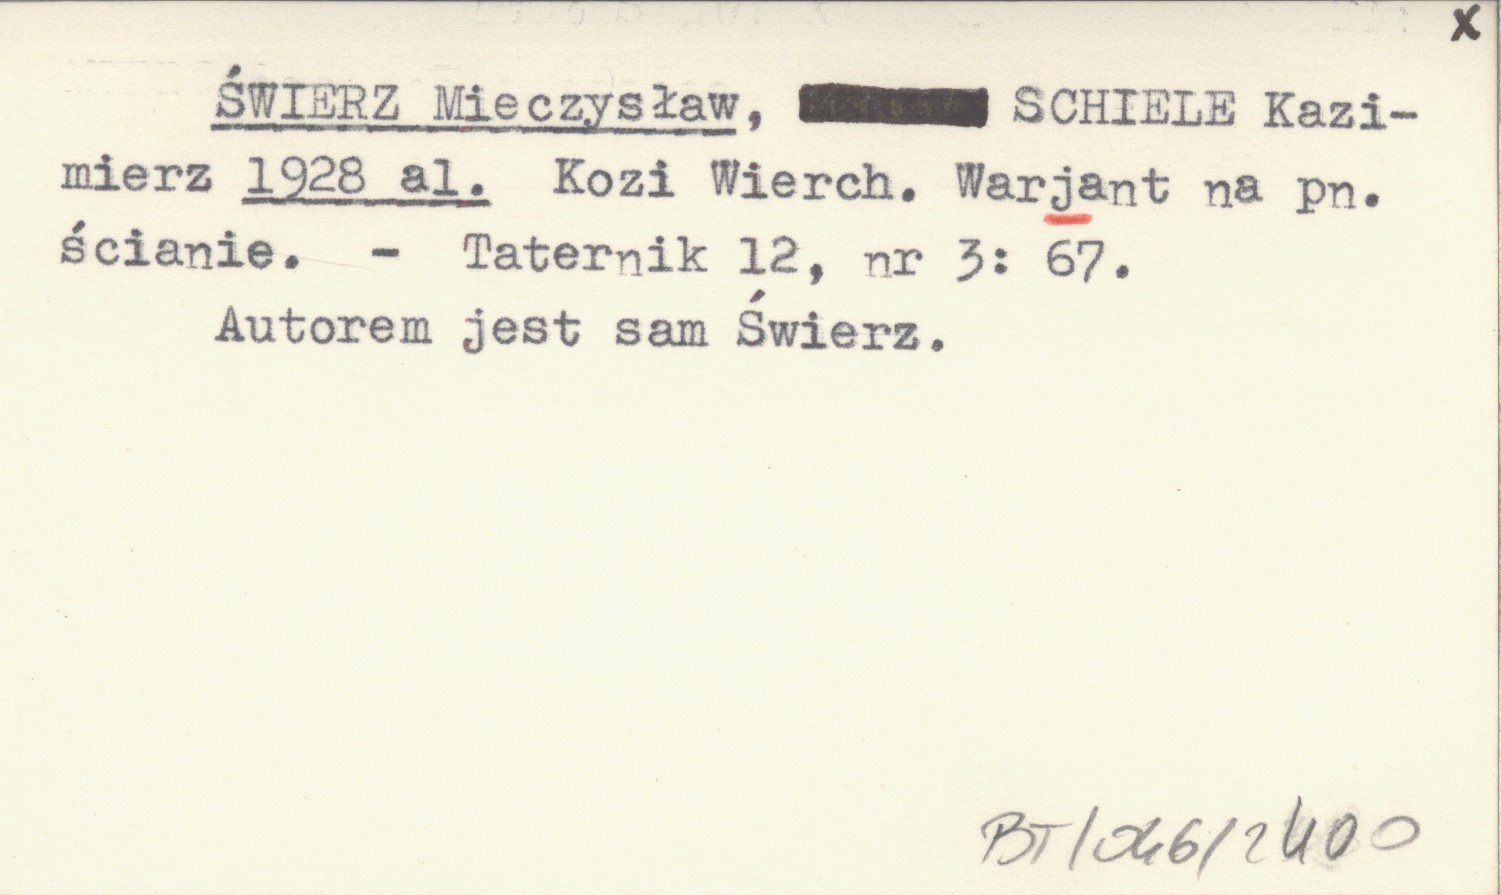 x
ŚWIERZ Mieczysław, SCHIELE Kazi-
mierz 1928 al. Kozi Wierch. Warjant na pn.
ścianie. - Taternik 12, nr 3: 67.
Autorem jest sam Świerz.
BT/046/2400